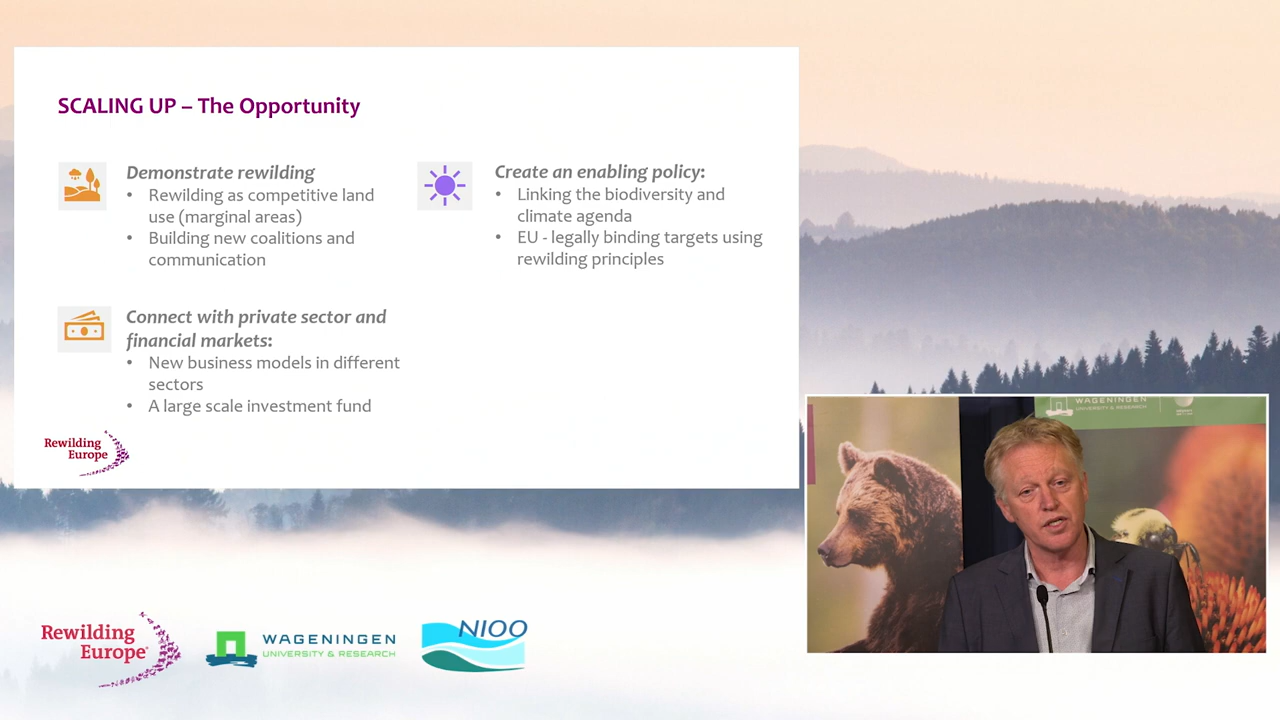 SCALING UP – The Opportunity
Demonstrate rewilding
• Rewilding as competitive land
use (marginal areas)
• Building new coalitions and
communication
Connect with private sector and
financial markets:
• New business models in different
sectors
• A large scale investment fund
Create an enabling policy:
• Linking the biodiversity and
climate agenda
• EU - legally binding targets using
rewilding principles
Rewilding
Europe
WAGENINGEN
UNIVERSITY & RESEARCH
Rewilding
Europe
WAGENINGEN
UNIVERSITY & RESEARCH
NIOO